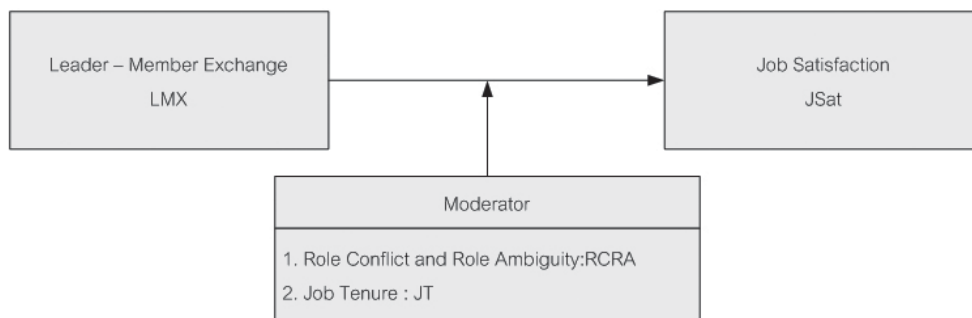 Leader – Member Exchange
LMX
Job Satisfaction
JSat
Moderator
1. Role Conflict and Role Ambiguity:RCRA
2. Job Tenure : JT